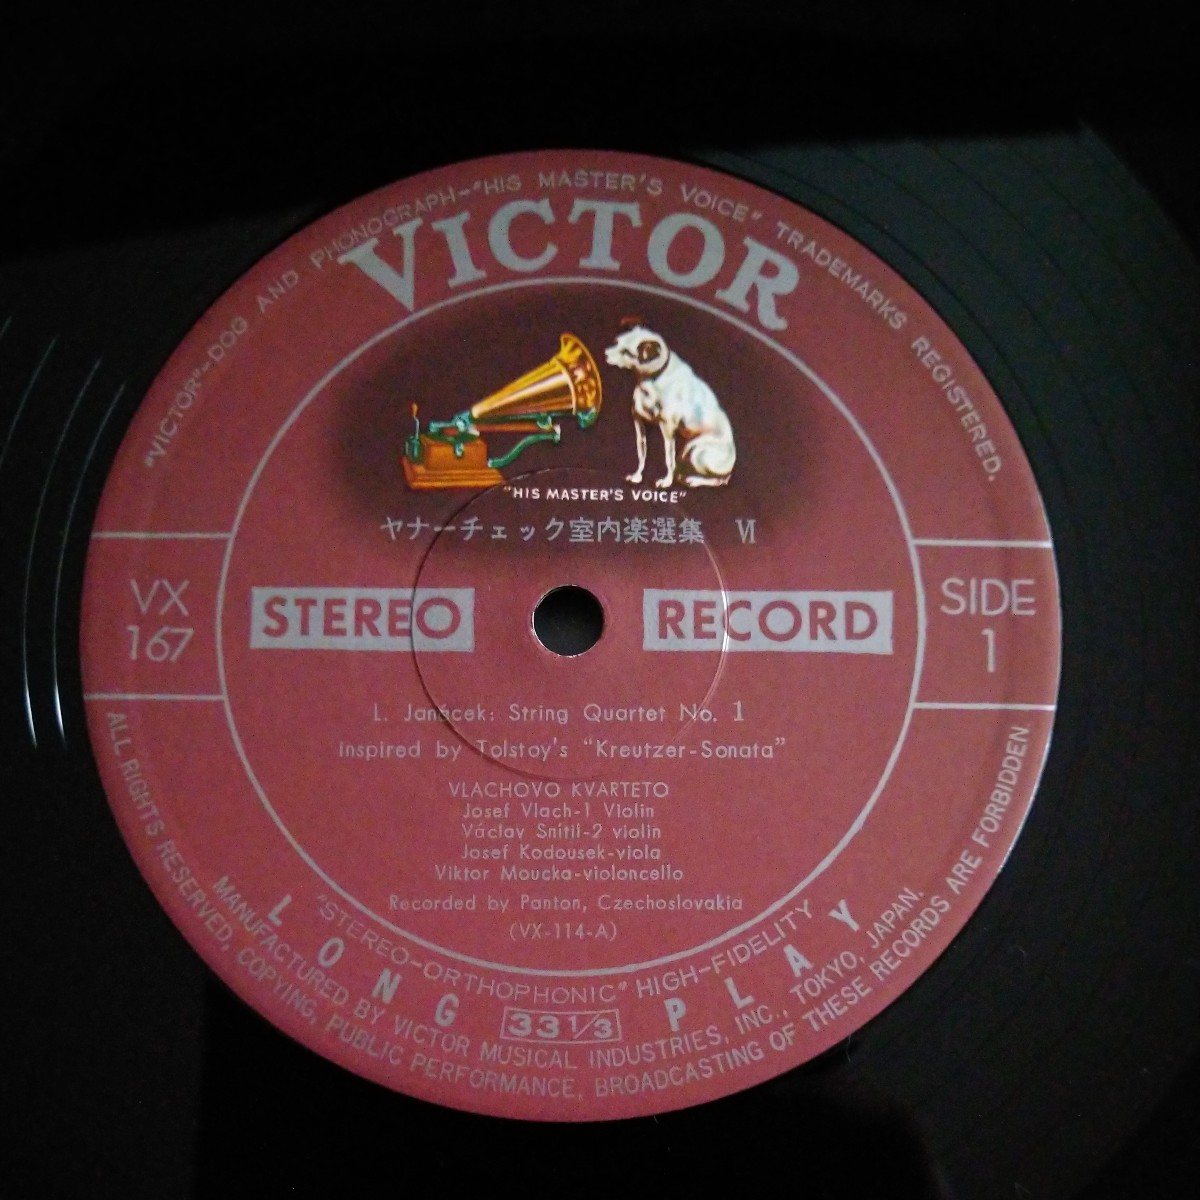 "VICTOR"-DOG AND PHONOGRAPH-"HIS MASTER'S VOICE" TRADEMARKS REGISTERED.
VICTOR
"HIS MASTER'S VOICE"
ヤナーチェック室内楽選集 Ⅵ
VX
167
STEREO RECORD
SIDE
1
L. Janácek: String Quartet No. 1
inspired by Tolstoy's "Kreutzer-Sonata"
VLACHOVO KVARTETO
Josef Vlach-1 Violin
Václav Snítil-2 violin
Josef Kodousek-viola
Viktor Moucka-violoncello
Recorded by Panton, Czechoslovakia
(VX-114-A)
"STEREO-ORTHOPHONIC" HIGH-FIDELITY
LONG 33 1/3 PLAY
MANUFACTURED BY VICTOR MUSICAL INDUSTRIES, INC., TOKYO, JAPAN.
ALL RIGHTS RESERVED, COPYING, PUBLIC PERFORMANCE, BROADCASTING OF THESE RECORDS ARE FORBIDDEN